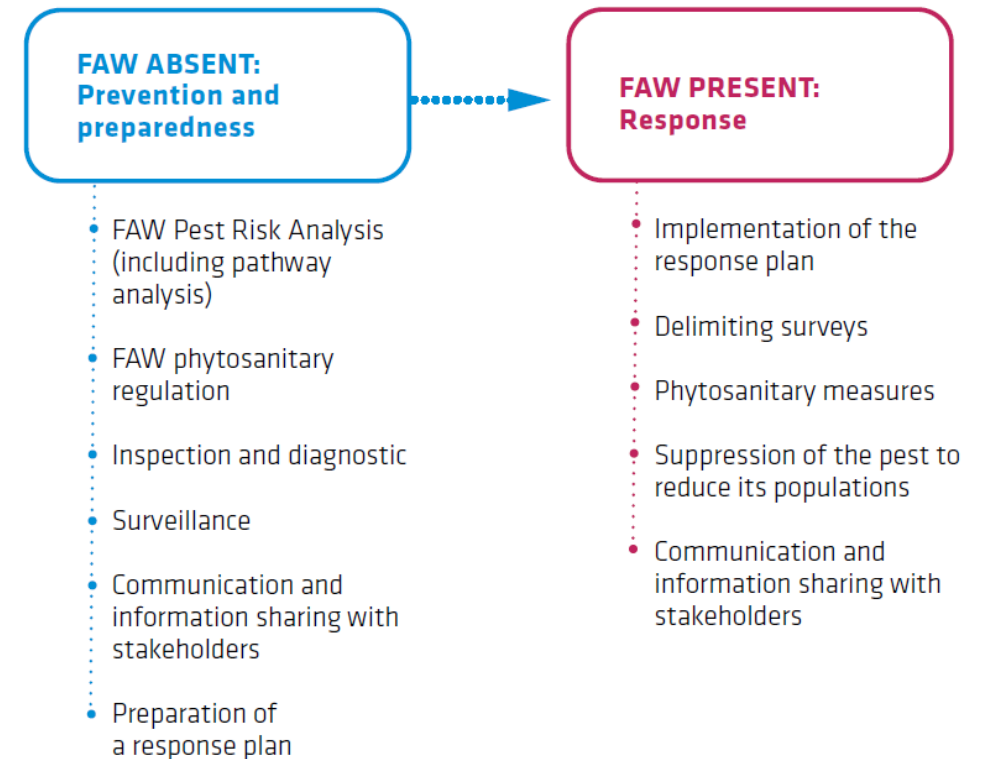 FAW ABSENT:
Prevention and
preparedness
FAW Pest Risk Analysis
(including pathway
analysis)
FAW phytosanitary
regulation
Inspection and diagnostic
Surveillance
Communication and
information sharing with
stakeholders
Preparation of
a response plan
FAW PRESENT:
Response
Implementation of the
response plan
Delimiting surveys
Phytosanitary measures
Suppression of the pest to
reduce its populations
Communication and
information sharing with
stakeholders